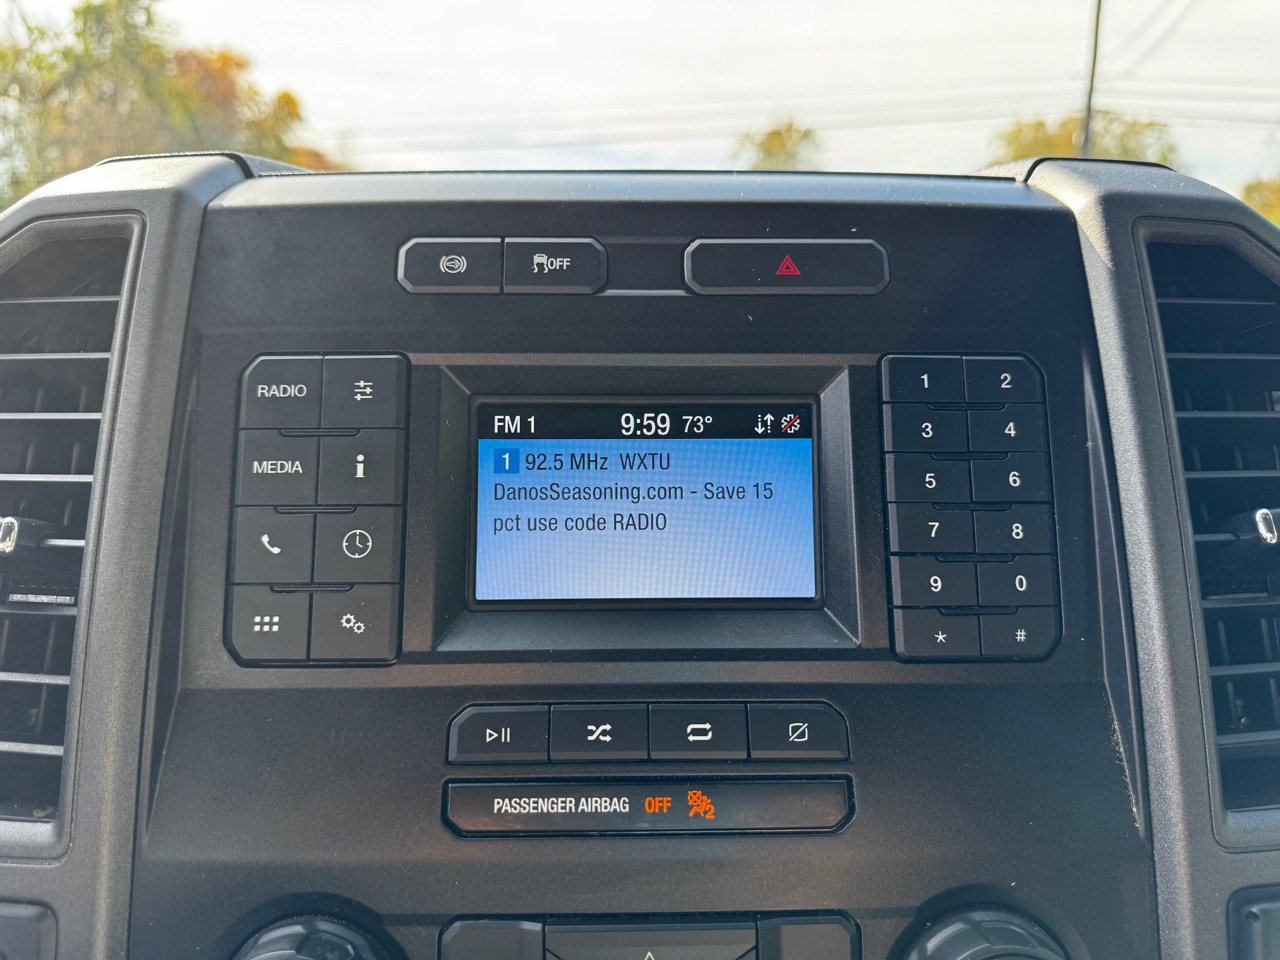 OFF
RADIO
MEDIA
FM 1 9:59 73°
1 92.5 MHz WXTU
DanosSeasoning.com - Save 15
pct use code RADIO
1 2
3 4
5 6
7 8
9 0
* #
PASSENGER AIRBAG OFF 2